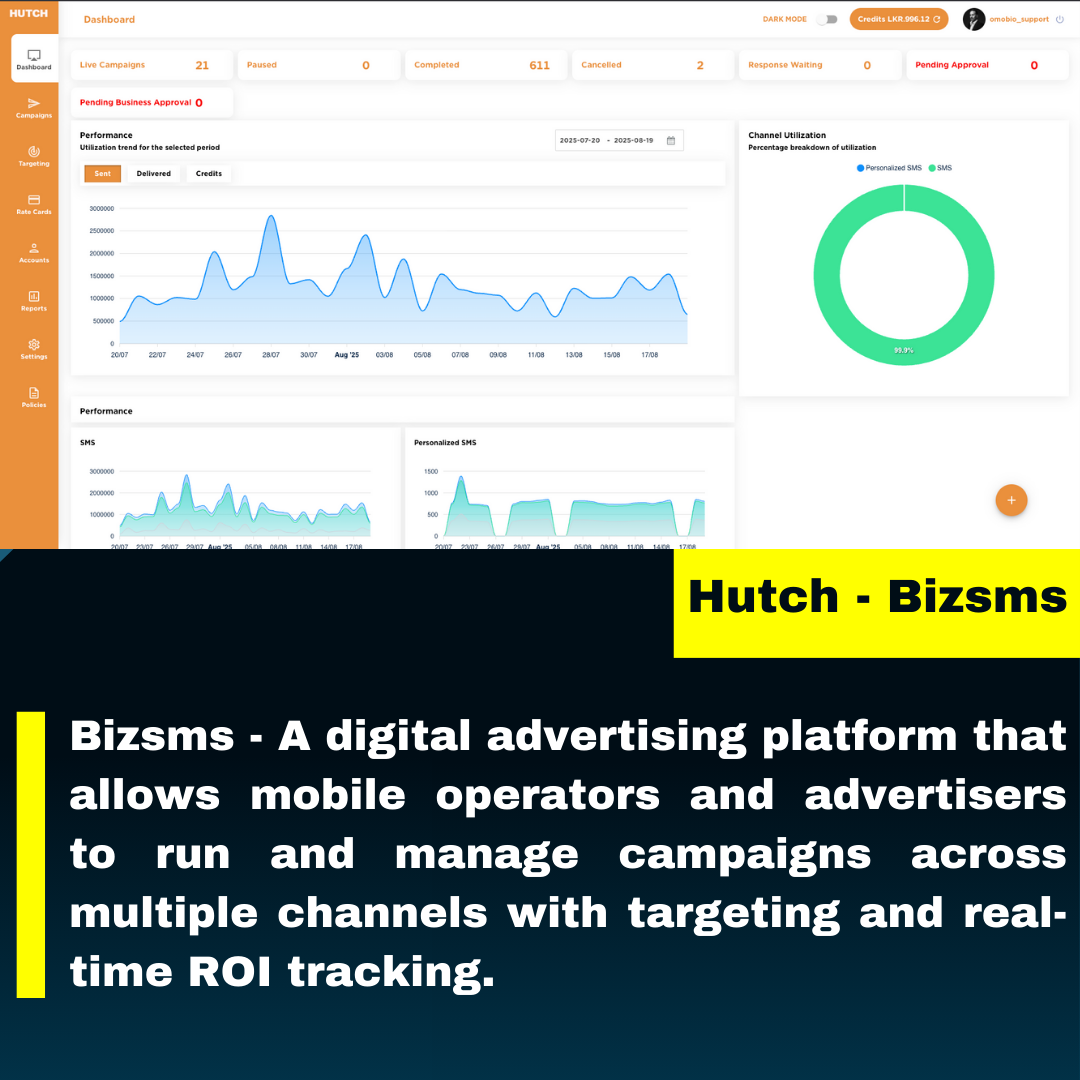 HUTCH
Dashboard
DARK MODE
Credits LKR.996.12
omobio_support
Dashboard
Campaigns
Targeting
Rate Cards
Accounts
Reports
Settings
Policies
Live Campaigns 21
Paused 0
Completed 611
Cancelled 2
Response Waiting 0
Pending Approval 0
Pending Business Approval 0
Performance
Utilization trend for the selected period
2025-07-20 - 2025-08-19
Sent Delivered Credits
3000000
2500000
2000000
1500000
1000000
500000
0
20/07 22/07 24/07 26/07 28/07 30/07 Aug '25 03/08 05/08 07/08 09/08 11/08 13/08 15/08 17/08
Channel Utilization
Percentage breakdown of utilization
Personalized SMS SMS
99.9%
Performance
SMS
3000000
2000000
1000000
0
20/07 23/07 26/07 29/07 Aug '25 05/08 08/08 11/08 14/08 17/08
Personalized SMS
1500
1000
500
0
20/07 23/07 26/07 29/07 Aug '25 05/08 08/08 11/08 14/08 17/08
+
Hutch - Bizsms
Bizsms - A digital advertising platform that
allows mobile operators and advertisers
to run and manage campaigns across
multiple channels with targeting and real-
time ROI tracking.